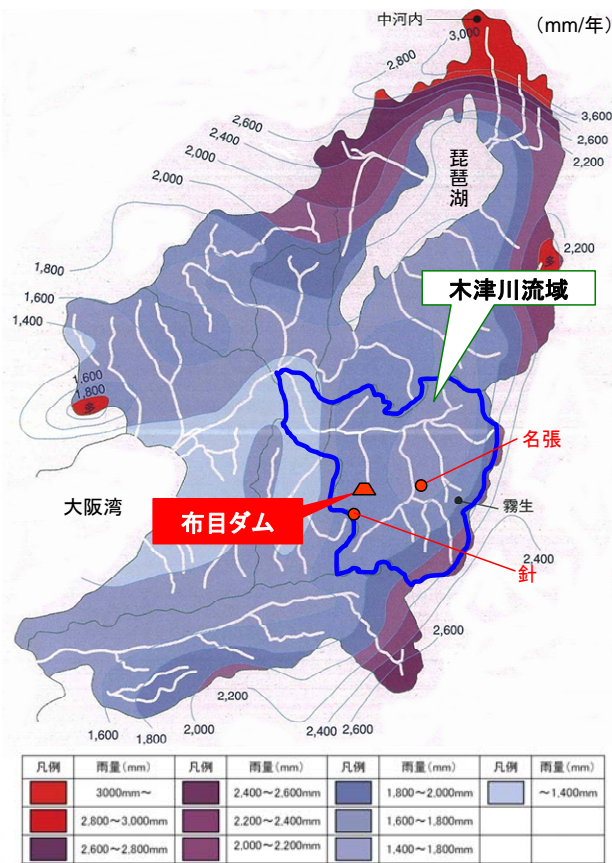 中河内
(mm/年)
3,000
2,800
2,600
2,400
2,000
2,000
3,600
2,600
2,200
琵琶湖
2,200
多
1,800
1,600
1,400
木津川流域
1,600
1,800
多
名張
大阪湾
布目ダム
霧生
針
2,400
2,600
2,200
2,000
1,800
1,600
2,400
2,600
凡例 雨量(mm) 凡例 雨量(mm) 凡例 雨量(mm) 凡例 雨量(mm)
3000mm～ 2,400～2,600mm 1,800～2,000mm ～1,400mm
2,800～3,000mm 2,200～2,400mm 1,600～1,800mm
2,600～2,800mm 2,000～2,200mm 1,400～1,800mm